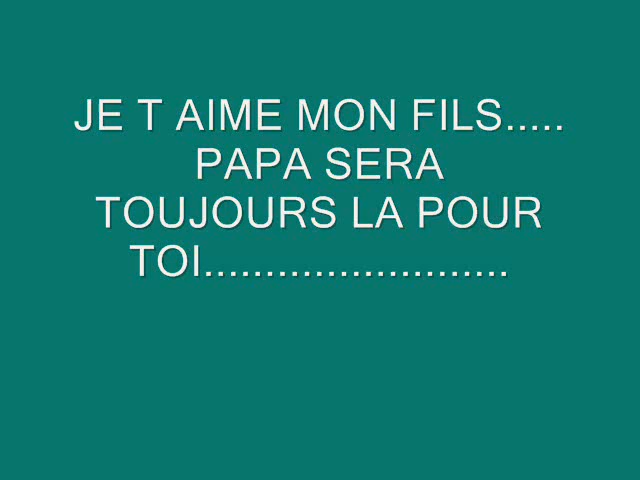 JE T AIME MON FILS.....
PAPA SERA
TOUJOURS LA POUR
TOI.........................